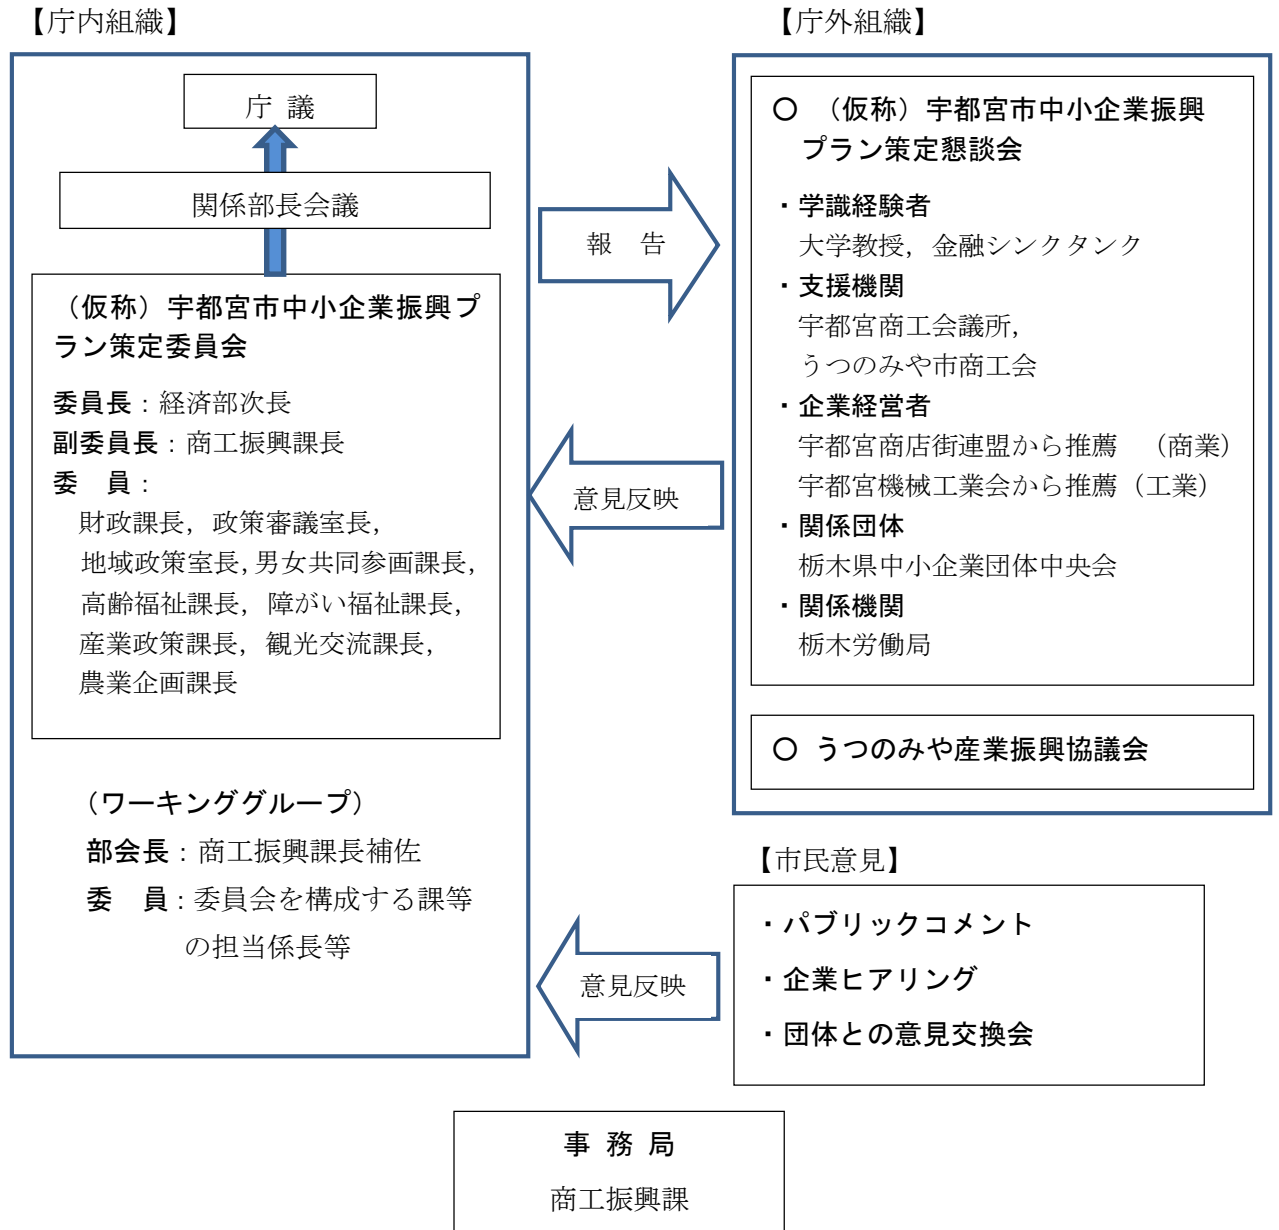 【庁内組織】
庁 議
関係部長会議
（仮称）宇都宮市中小企業振興プ
ラン策定委員会
委員長：経済部次長
副委員長：商工振興課長
委　員：
財政課長，政策審議室長，
地域政策室長，男女共同参画課長，
高齢福祉課長，障がい福祉課長，
産業政策課長，観光交流課長，
農業企画課長
（ワーキンググループ）
部会長：商工振興課長補佐
委　員：委員会を構成する課等
の担当係長等
報　告
意見反映
意見反映
【庁外組織】
○ （仮称）宇都宮市中小企業振興
プラン策定懇談会
・学識経験者
大学教授，金融シンクタンク
・支援機関
宇都宮商工会議所，
うつのみや市商工会
・企業経営者
宇都宮商店街連盟から推薦　（商業）
宇都宮機械工業会から推薦（工業）
・関係団体
栃木県中小企業団体中央会
・関係機関
栃木労働局
○ うつのみや産業振興協議会
【市民意見】
・パブリックコメント
・企業ヒアリング
・団体との意見交換会
事 務 局
商工振興課